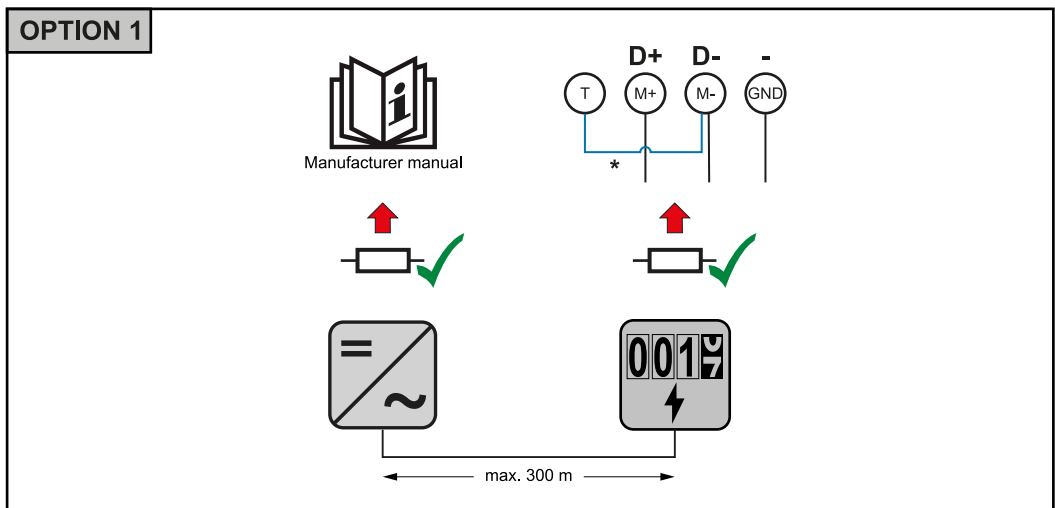 OPTION 1
D+ D- -
T M+ M- GND
*
Manufacturer manual
001
max. 300 m